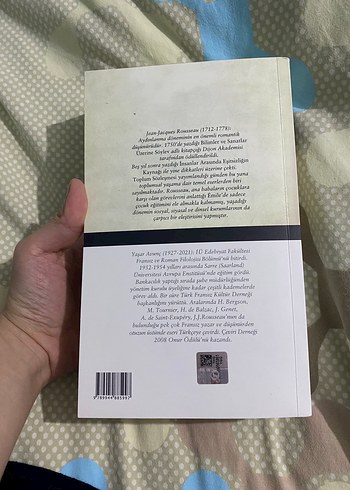 Jean-Jacques Rousseau (1712-1778):
Aydınlanma döneminin en önemli romantik
düşünürüdür. 1750'de yazdığı Bilimler ve Sanatlar
Üzerine Söylev adlı kitapçığı Dijon Akademisi
tarafından ödüllendirildi.
Beş yıl sonra yazdığı İnsanlar Arasında Eşitsizliğin
Kaynağı ile yine dikkatleri üzerine çekti.
Toplum Sözleşmesi yayımlandığı günden bu yana
toplumsal yaşama dair temel eserlerden biri
sayılmaktadır. Rousseau, ana babaların çocuklara
karşı olan görevlerini anlattığı Emile'de sadece
çocuk eğitimini ele almakla kalmamış, yaşadığı
dönemin sosyal, siyasal ve dinsel kurumlarının da
çarpıcı bir eleştirisini yapmıştır.
Yaşar Avunç (1927-2021): İÜ Edebiyat Fakültesi
Fransız ve Roman Filolojisi Bölümü'nü bitirdi.
1952-1954 yılları arasında Sarre (Saarland)
Üniversitesi Avrupa Enstitüsü'nde eğitim gördü.
Bankacılık yaptığı sırada şube müdürlüğünden
yönetim kurulu üyeliğine kadar çeşitli kademelerde
görev aldı. Bir süre Türk Fransız Kültür Derneği
başkanlığını yürüttü. Aralarında H. Bergson,
M. Tournier, H. de Balzac, J. Genet,
A. de Saint-Exupéry, J.J.Rousseau'nun da
bulunduğu pek çok Fransız yazar ve düşünürden
otuzun üstünde eseri Türkçeye çevirdi. Çeviri Derneği
2008 Onur Ödülü'nü kazandı.